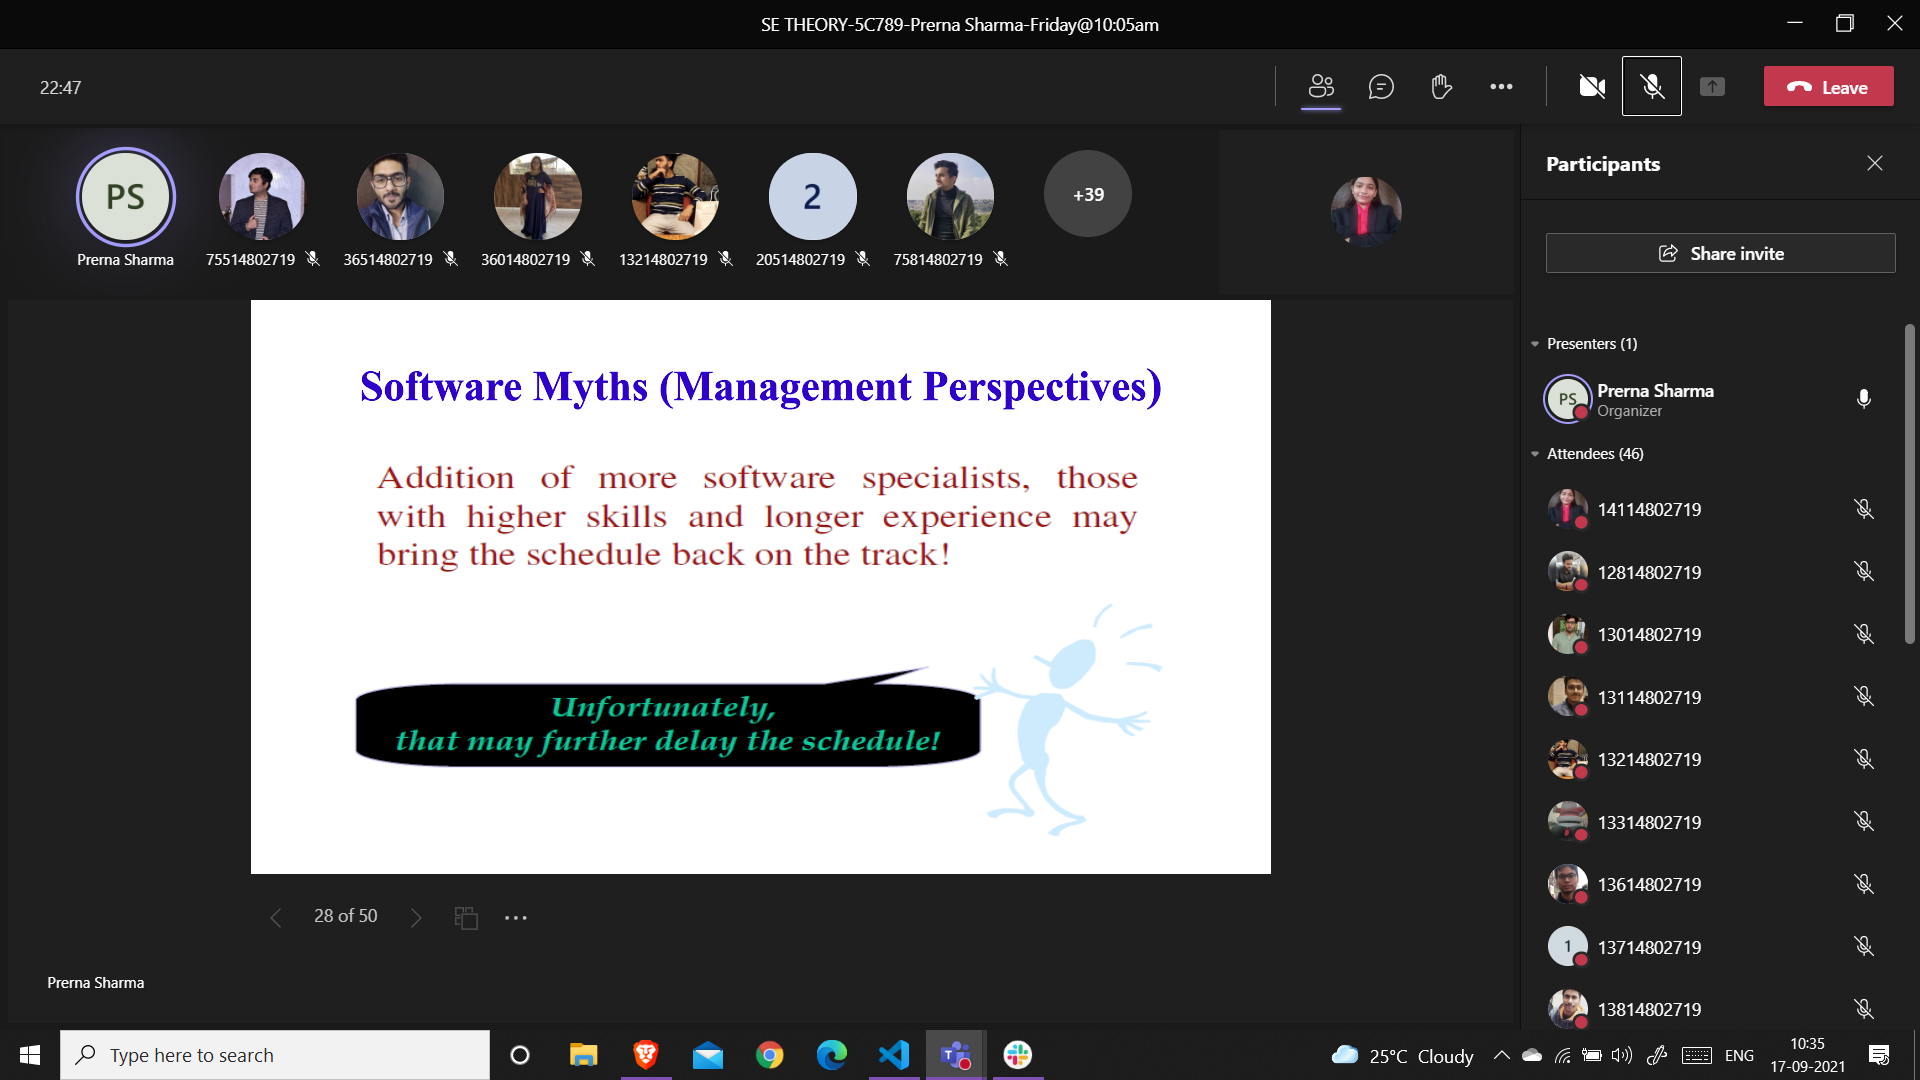 SE THEORY-5C789-Prerna Sharma-Friday@10:05am
22:47
Leave
PS
2
+39
Prerna Sharma
75514802719
36514802719
36014802719
13214802719
20514802719
75814802719
Software Myths (Management Perspectives)
Addition of more software specialists, those
with higher skills and longer experience may
bring the schedule back on the track!
Unfortunately,
that may further delay the schedule!
28 of 50
Prerna Sharma
Participants
Share invite
Presenters (1)
PS
Prerna Sharma
Organizer
Attendees (46)
14114802719
12814802719
13014802719
13114802719
13214802719
13314802719
13614802719
1
13714802719
13814802719
Type here to search
25°C Cloudy
ENG
10:35
17-09-2021